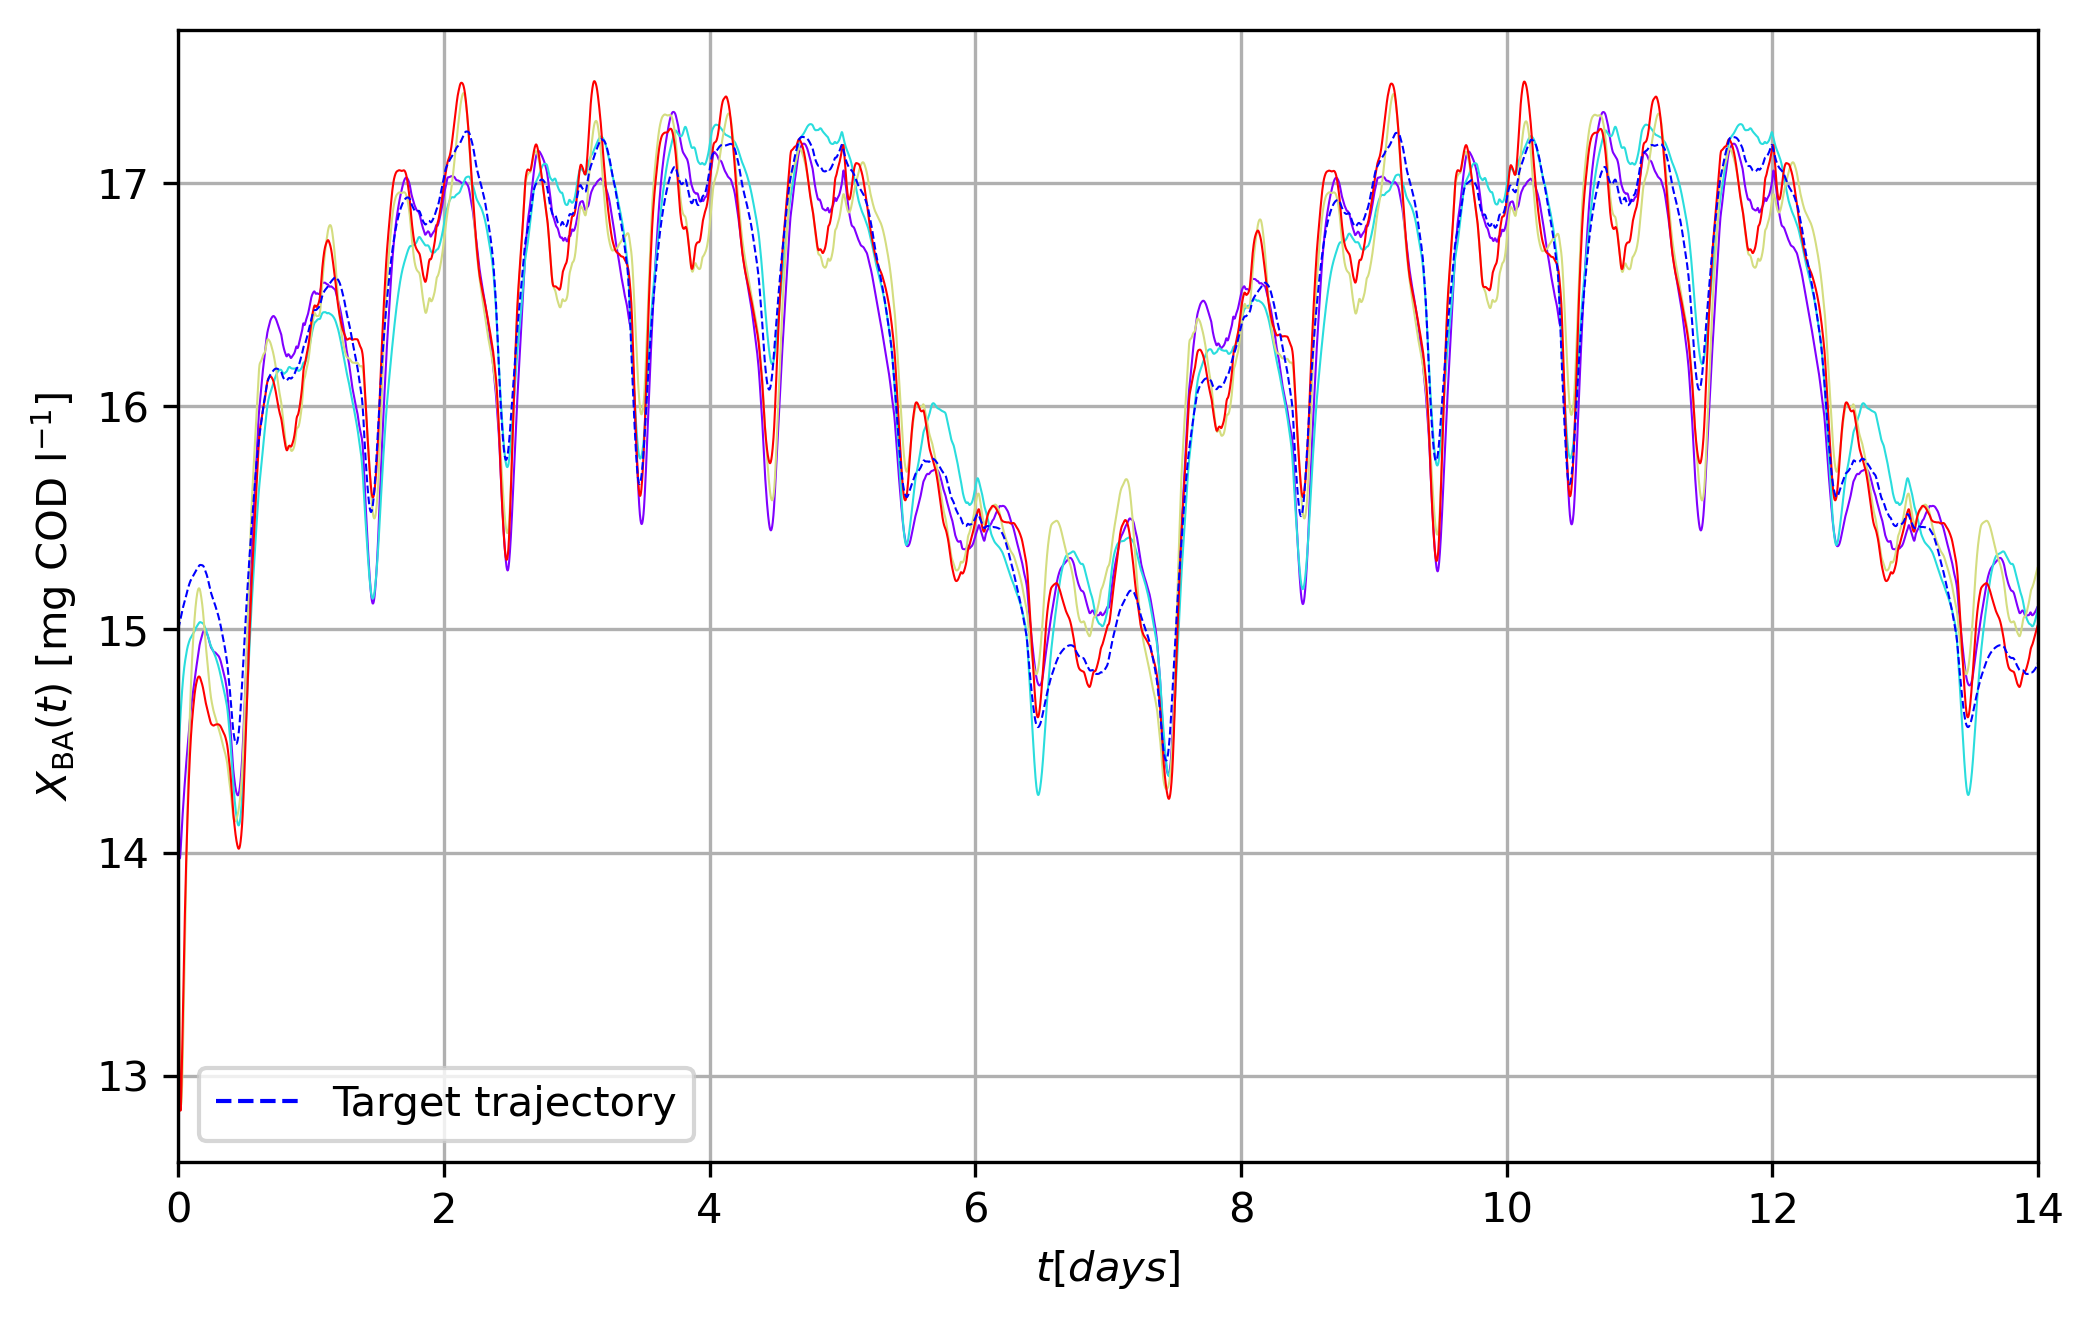 17
16
15
14
13
X_BA(t) [mg COD l⁻¹]
Target trajectory
0 2 4 6 8 10 12 14
t[days]